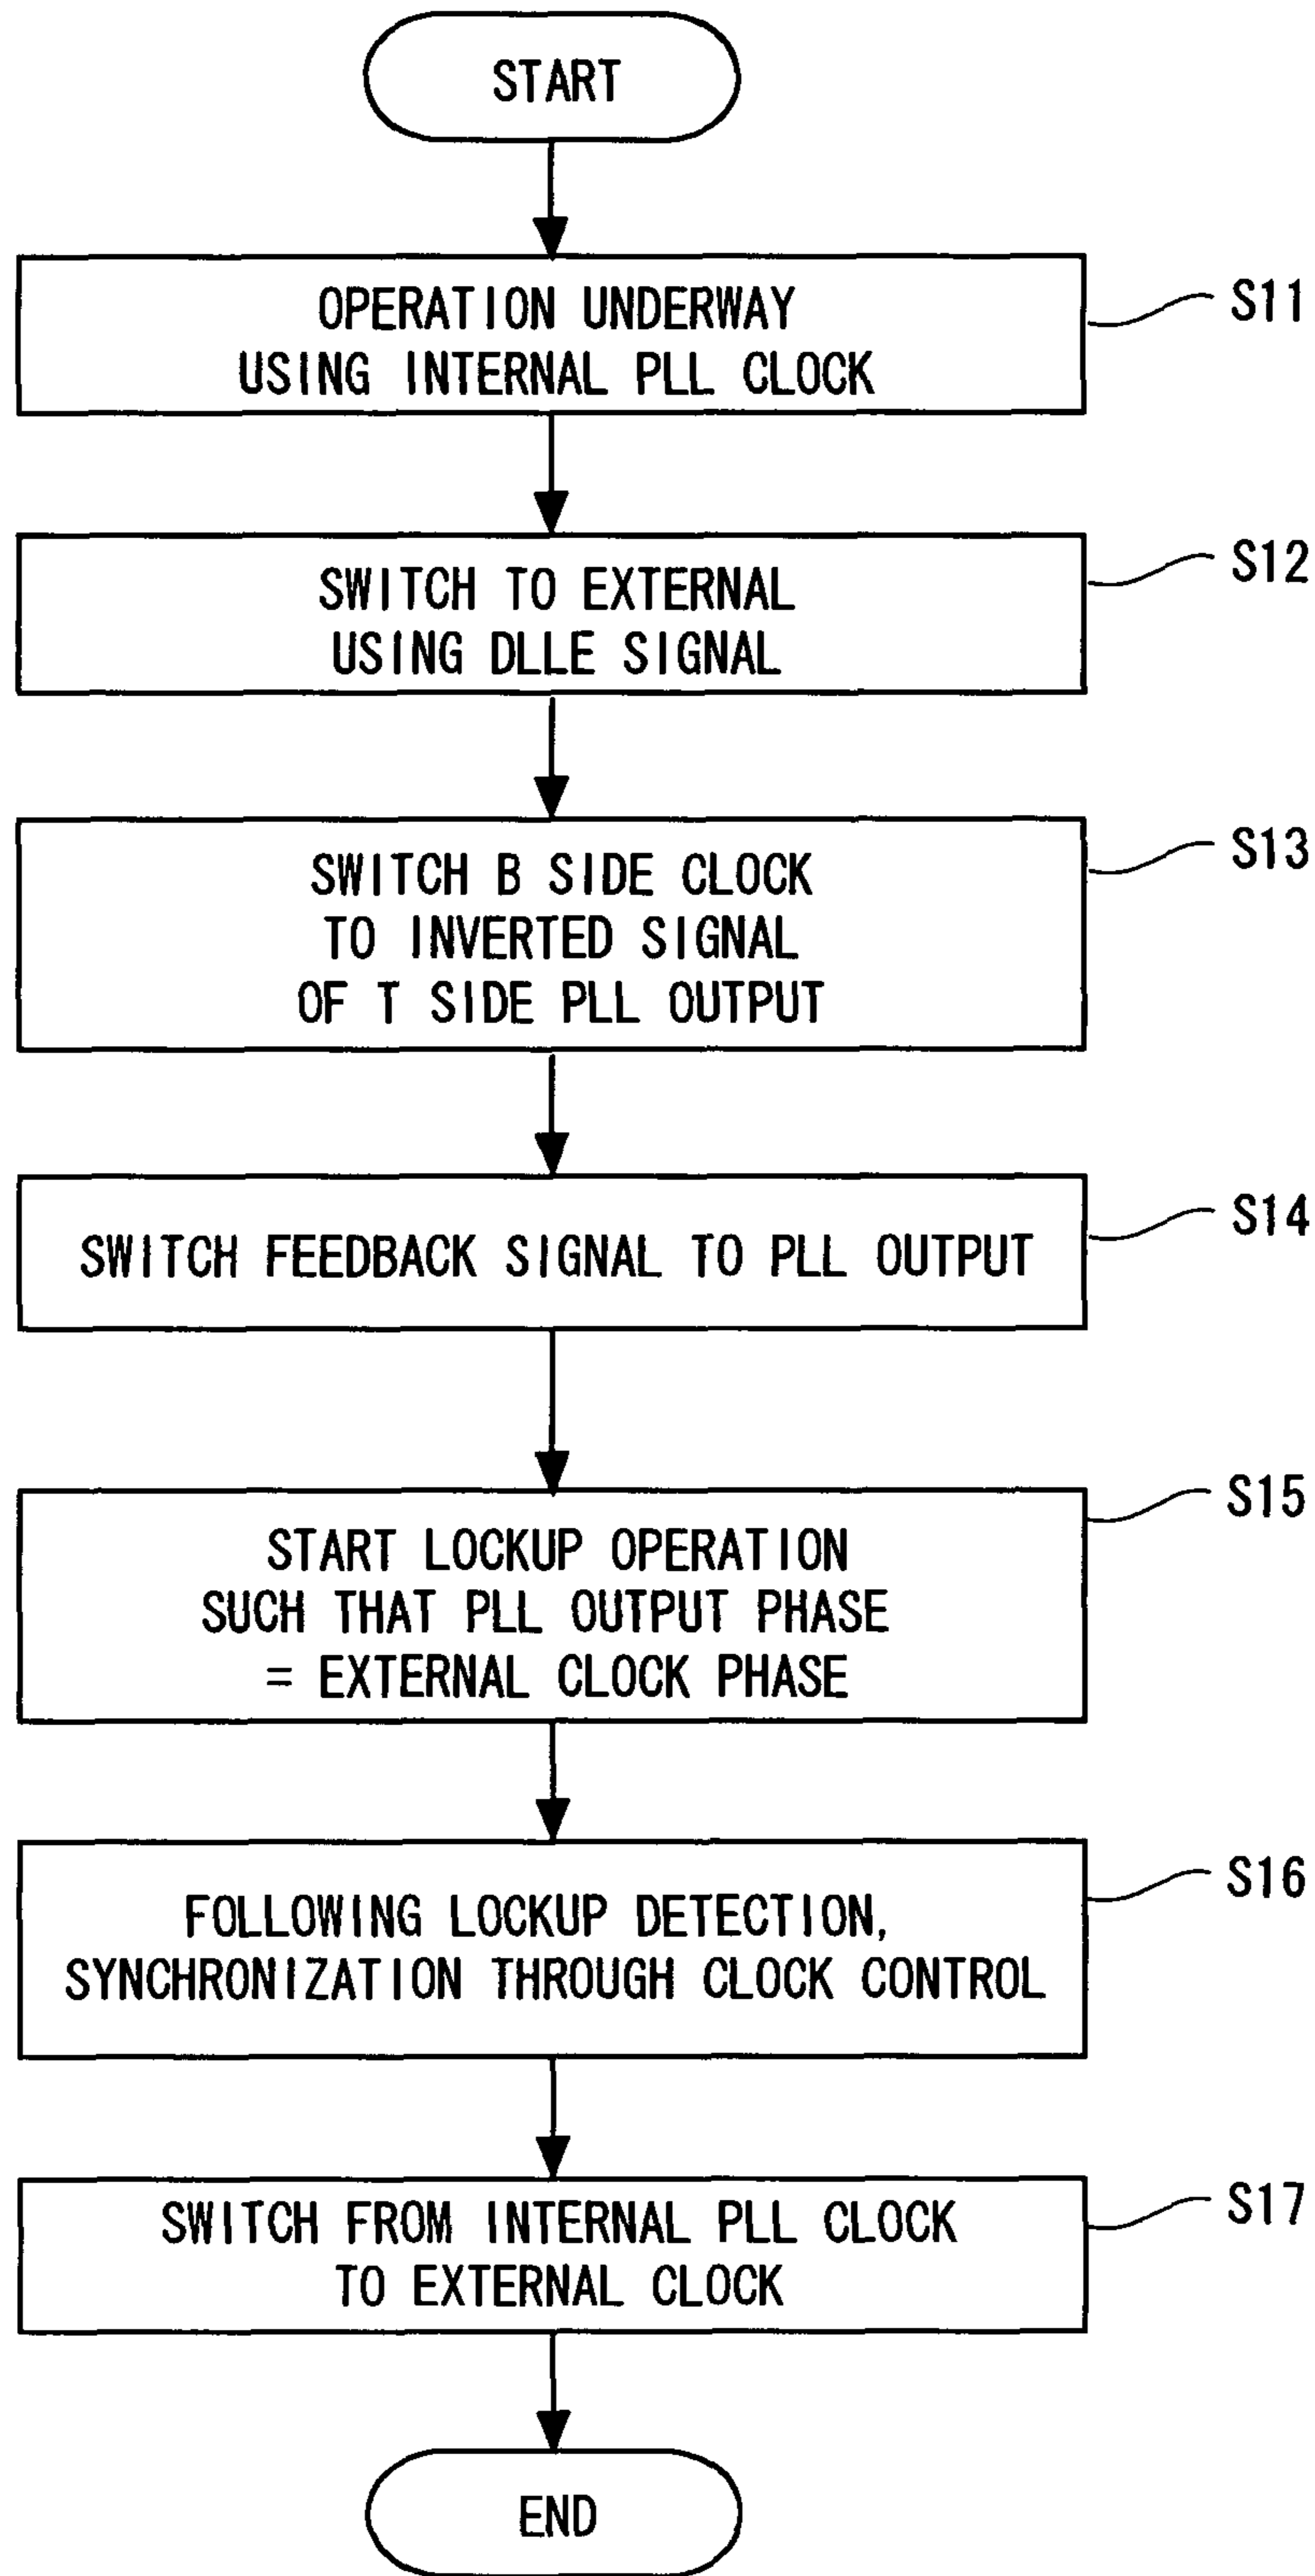 START
OPERATION UNDERWAY
USING INTERNAL PLL CLOCK
S11
SWITCH TO EXTERNAL
USING DLLE SIGNAL
S12
SWITCH B SIDE CLOCK
TO INVERTED SIGNAL
OF T SIDE PLL OUTPUT
S13
SWITCH FEEDBACK SIGNAL TO PLL OUTPUT
S14
START LOCKUP OPERATION
SUCH THAT PLL OUTPUT PHASE
= EXTERNAL CLOCK PHASE
S15
FOLLOWING LOCKUP DETECTION,
SYNCHRONIZATION THROUGH CLOCK CONTROL
S16
SWITCH FROM INTERNAL PLL CLOCK
TO EXTERNAL CLOCK
S17
END